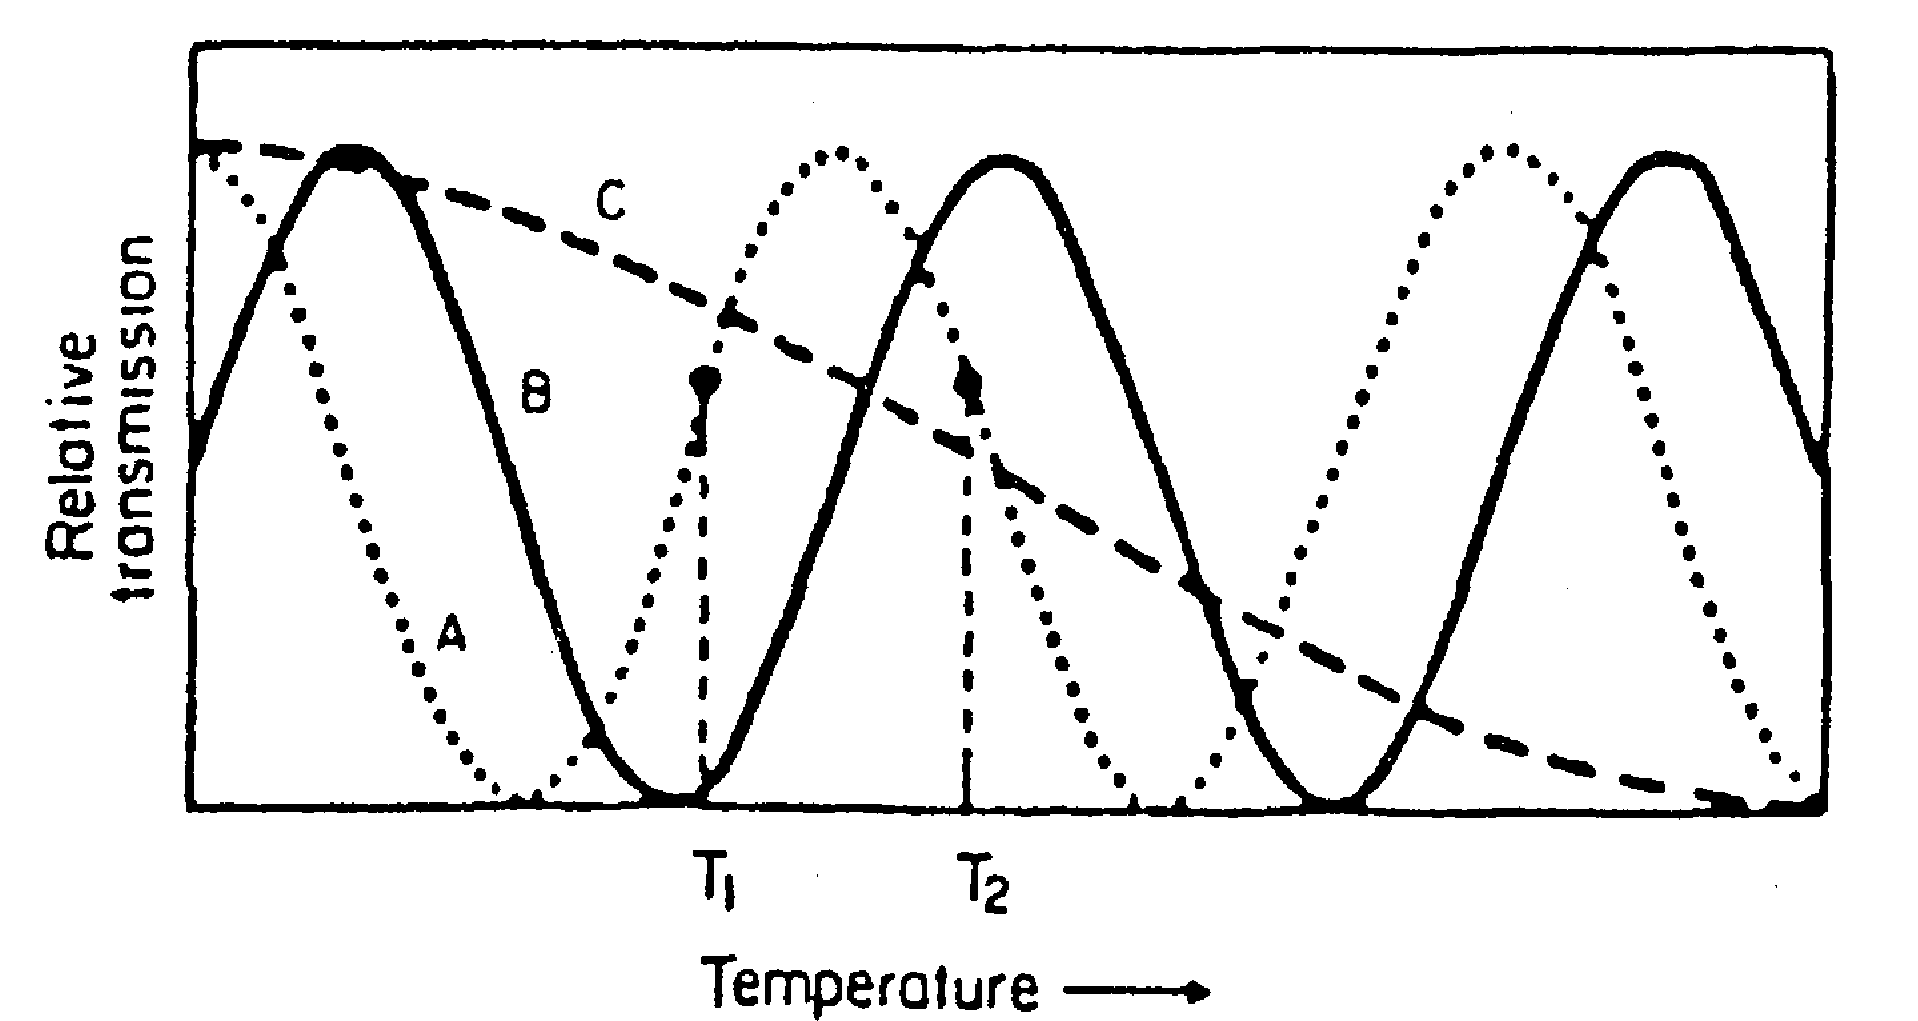 Relative
transmission
C
B
A
T1
T2
Temperature